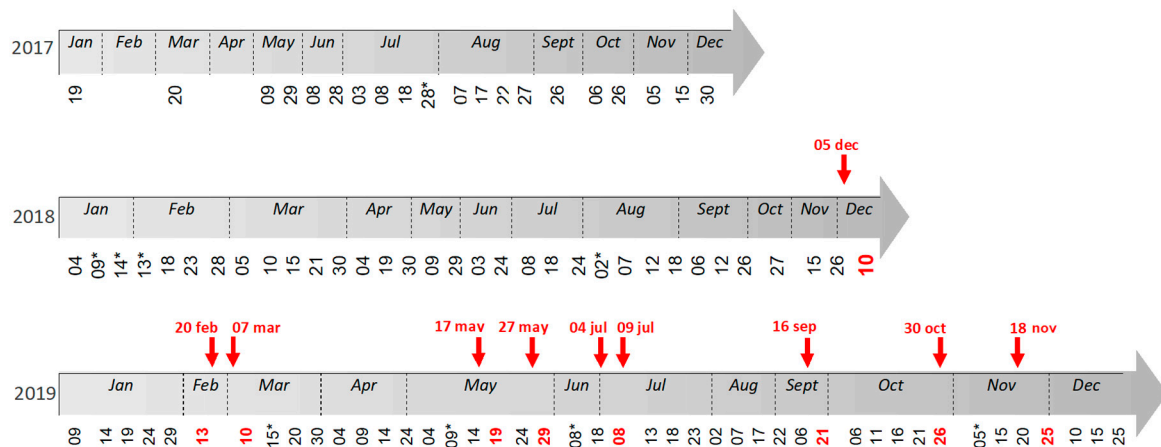 2017 Jan Feb Mar Apr May Jun Jul Aug Sept Oct Nov Dec
19 20 09 29 08 28 03 08 18 28* 07 17 22 27 26 06 26 05 15 30
05 dec
2018 Jan Feb Mar Apr May Jun Jul Aug Sept Oct Nov Dec
04 09* 14* 13* 18 23 28 05 10 15 21 30 04 19 30 09 29 03 24 08 18 24 02* 07 12 18 06 12 26 27 15 26 10
20 feb 07 mar 17 mav 27 may 04 jul 09 jul 16 sep 30 oct 18 nov
2019 Jan Feb Mar Apr May Jun Jul Aug Sept Oct Nov Dec
09 14 19 24 29 13 10 15* 20 30 04 09 14 24 04 09* 14 19 24 29 08* 18 08 13 18 23 02 07 17 22 06 21 06 11 16 21 26 05* 15 20 25 10 15 25